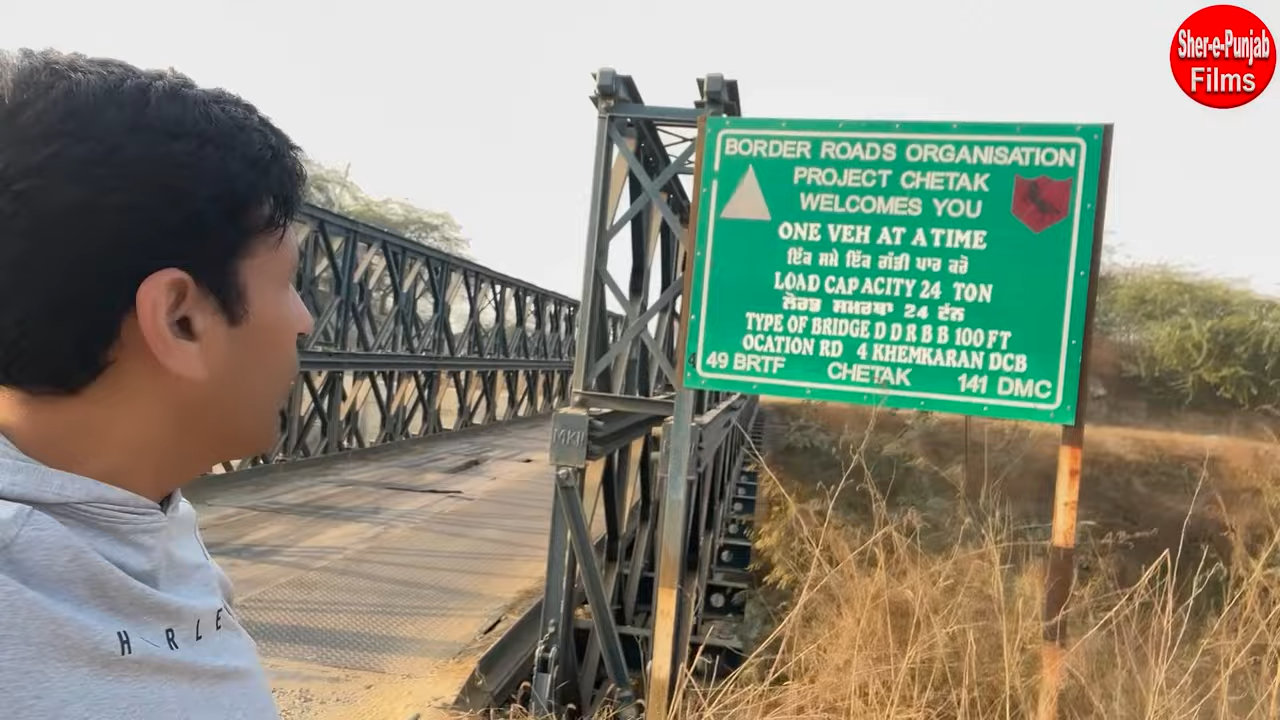 Sher-e-Punjab
Films
BORDER ROADS ORGANISATION
PROJECT CHETAK
WELCOMES YOU
ONE VEH AT A TIME
ਇੱਕ ਸਮੇਂ ਇੱਕ ਗੱਡੀ ਪਾਰ ਕਰੋ
LOAD CAPACITY 24 TON
ਲੋਰਡ ਸਮਰਥਾ 24 ਟੱਨ
TYPE OF BRIDGE D D R B B 100 FT
OCATION RD 4 KHEMKARAN DCB
49 BRTF CHETAK 141 DMC
MKII
H RLE